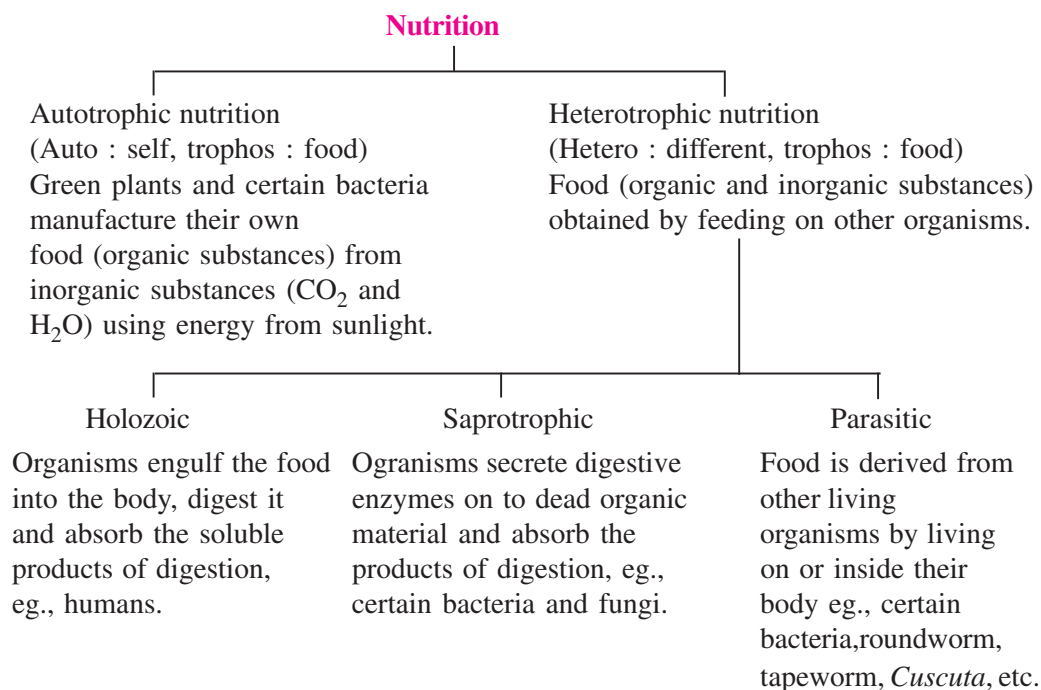 Nutrition
Autotrophic nutrition
(Auto : self, trophos : food)
Green plants and certain bacteria
manufacture their own
food (organic substances) from
inorganic substances (CO₂ and
H₂O) using energy from sunlight.
Heterotrophic nutrition
(Hetero : different, trophos : food)
Food (organic and inorganic substances)
obtained by feeding on other organisms.
Holozoic
Organisms engulf the food
into the body, digest it
and absorb the soluble
products of digestion,
eg., humans.
Saprotrophic
Ogranisms secrete digestive
enzymes on to dead organic
material and absorb the
products of digestion, eg.,
certain bacteria and fungi.
Parasitic
Food is derived from
other living
organisms by living
on or inside their
body eg., certain
bacteria,roundworm,
tapeworm, Cuscuta, etc.